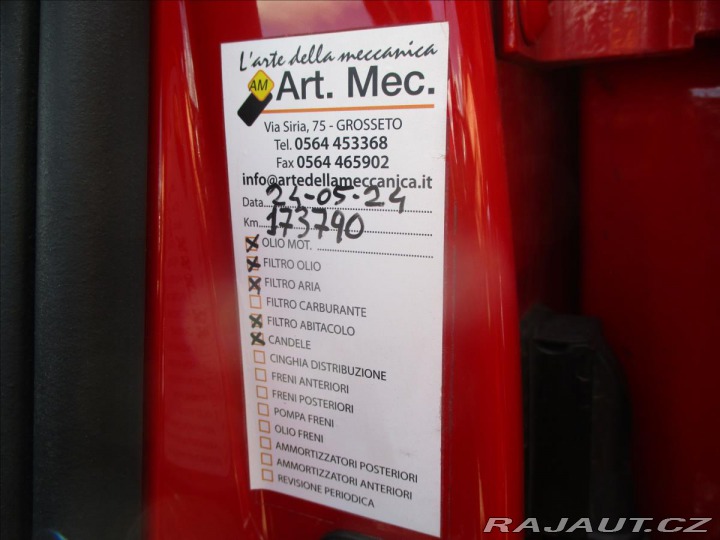 L'arte della meccanica
AM Art. Mec.
Via Siria, 75 - GROSSETO
Tel. 0564 453368
Fax 0564 465902
info@artedellameccanica.it
Data 24-05-24
Km 173790
X OLIO MOT.
X FILTRO OLIO
X FILTRO ARIA
FILTRO CARBURANTE
X FILTRO ABITACOLO
X CANDELE
CINGHIA DISTRIBUZIONE
FRENI ANTERIORI
FRENI POSTERIORI
POMPA FRENI
OLIO FRENI
AMMORTIZZATORI POSTERIORI
AMMORTIZZATORI ANTERIORI
REVISIONE PERIODICA
RAJAUT.CZ